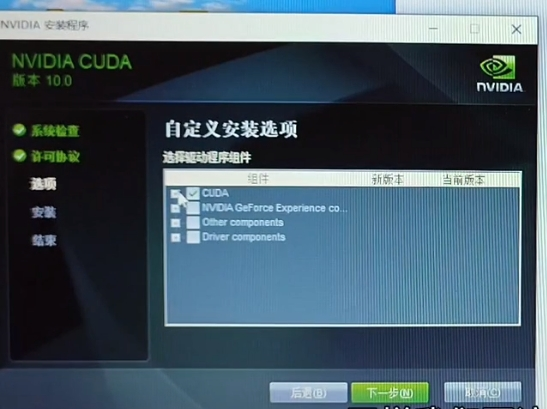 NVIDIA 安装程序
NVIDIA CUDA
版本 10.0
NVIDIA
系统检查
许可协议
选项
安装
结束
自定义安装选项
选择驱动程序组件
组件 新版本 当前版本
CUDA
NVIDIA GeForce Experience co...
Other components
Driver components
后退(B) 下一步(N) 取消(C)